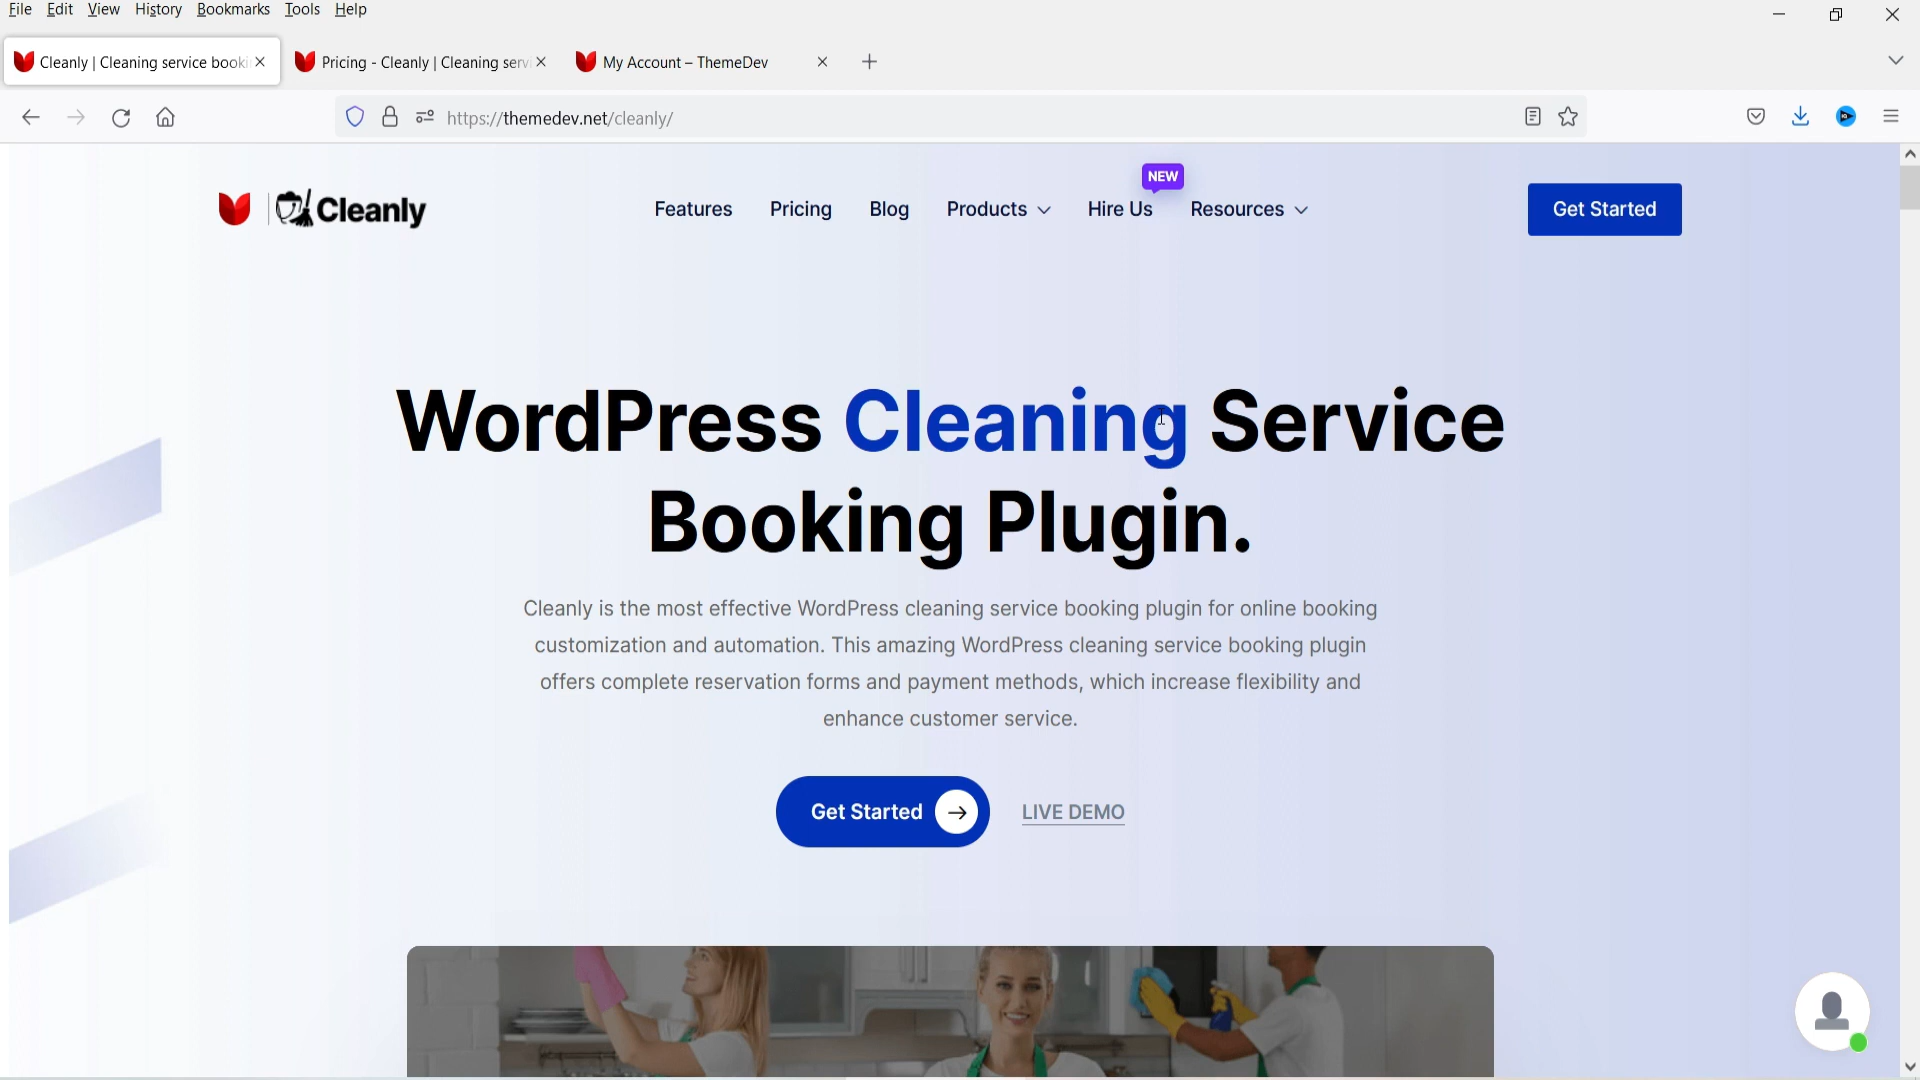 File Edit View History Bookmarks Tools Help
Cleanly | Cleaning service booki
Pricing - Cleanly | Cleaning servi
My Account – ThemeDev
https://themedev.net/cleanly/
NEW
Cleanly
Features
Pricing
Blog
Products
Hire Us
Resources
Get Started
WordPress Cleaning Service
Booking Plugin.
Cleanly is the most effective WordPress cleaning service booking plugin for online booking
customization and automation. This amazing WordPress cleaning service booking plugin
offers complete reservation forms and payment methods, which increase flexibility and
enhance customer service.
Get Started
LIVE DEMO